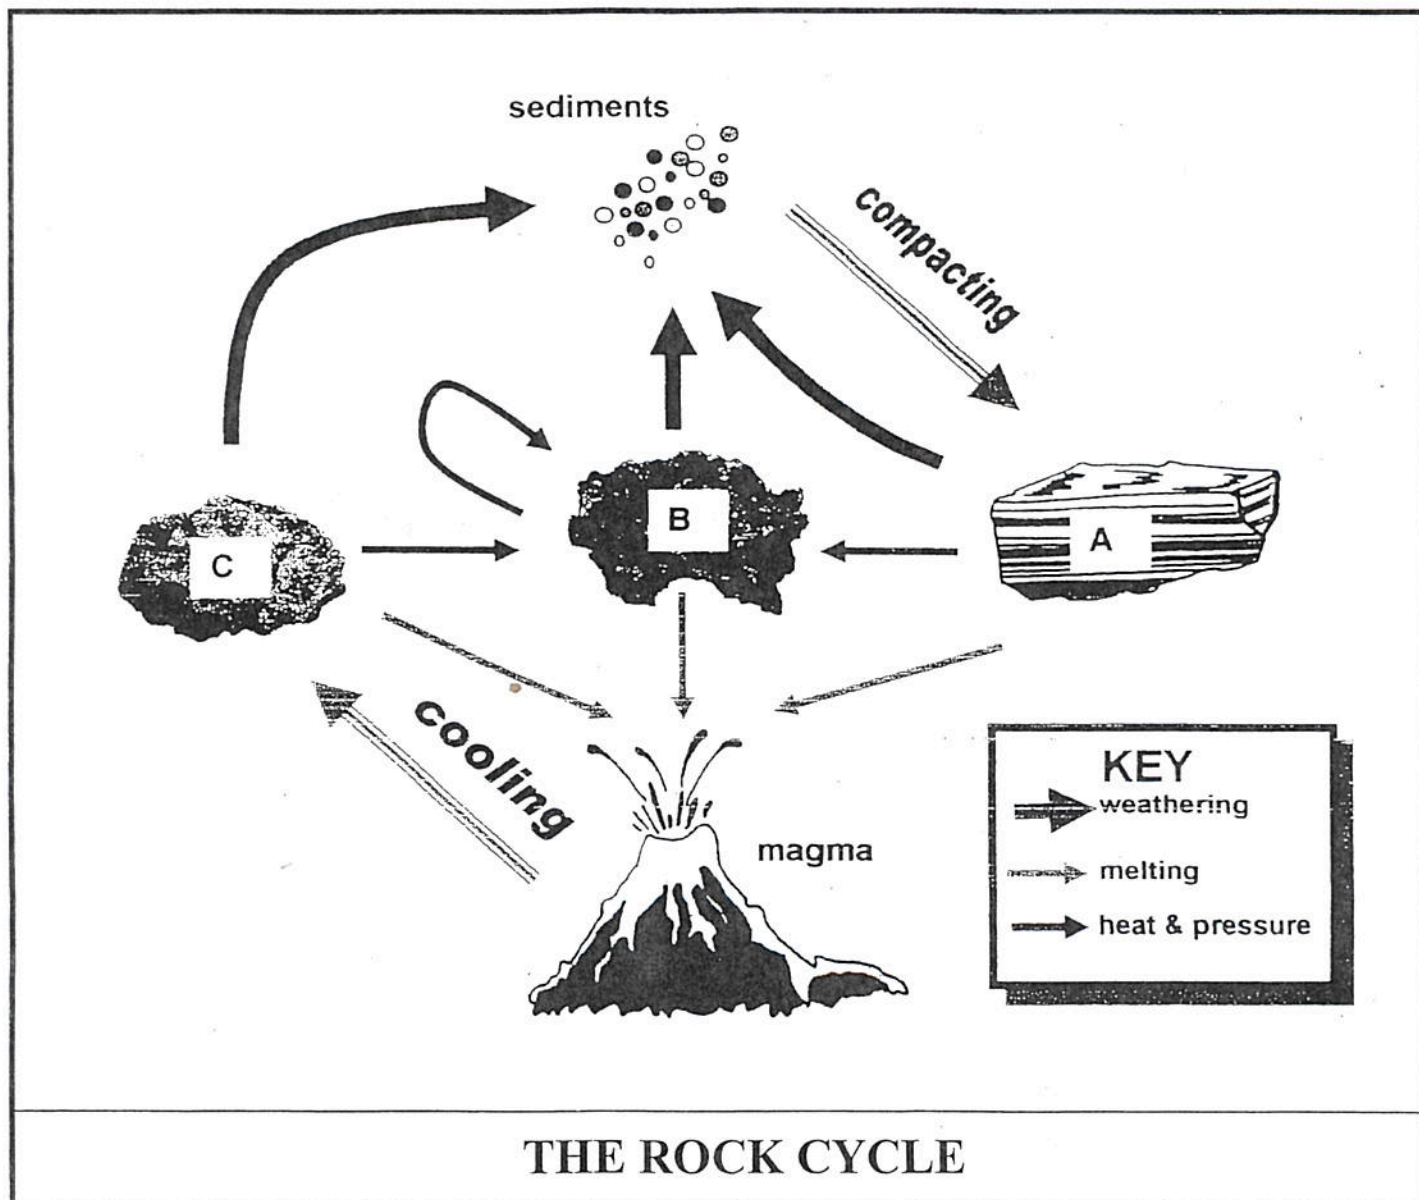 sediments
compacting
B
A
C
cooling
magma
KEY
weathering
melting
heat & pressure
THE ROCK CYCLE